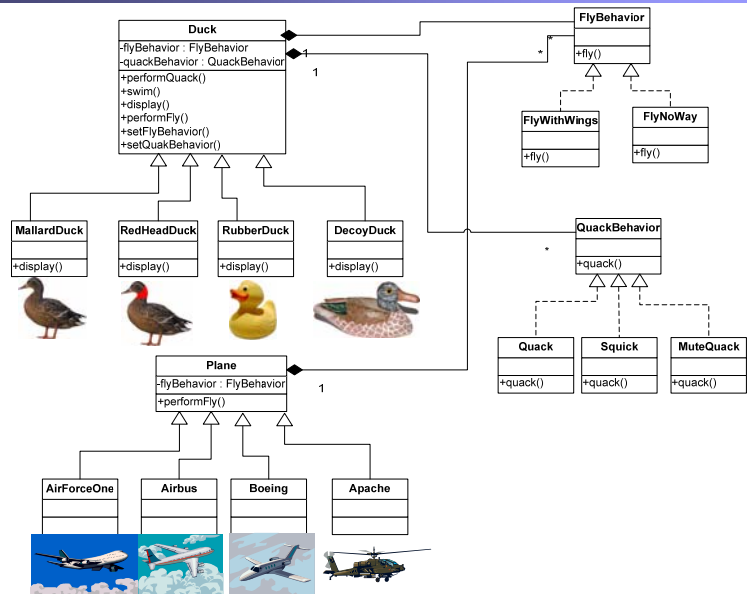 Duck
-flyBehavior : FlyBehavior
-quackBehavior : QuackBehavior
+performQuack()
+swim()
+display()
+performFly()
+setFlyBehavior()
+setQuakBehavior()
1
1
FlyBehavior
+fly()
*
*
FlyWithWings
+fly()
FlyNoWay
+fly()
MallardDuck
+display()
RedHeadDuck
+display()
RubberDuck
+display()
DecoyDuck
+display()
QuackBehavior
+quack()
*
Quack
+quack()
Squick
+quack()
MuteQuack
+quack()
Plane
-flyBehavior : FlyBehavior
+performFly()
1
AirForceOne
Airbus
Boeing
Apache